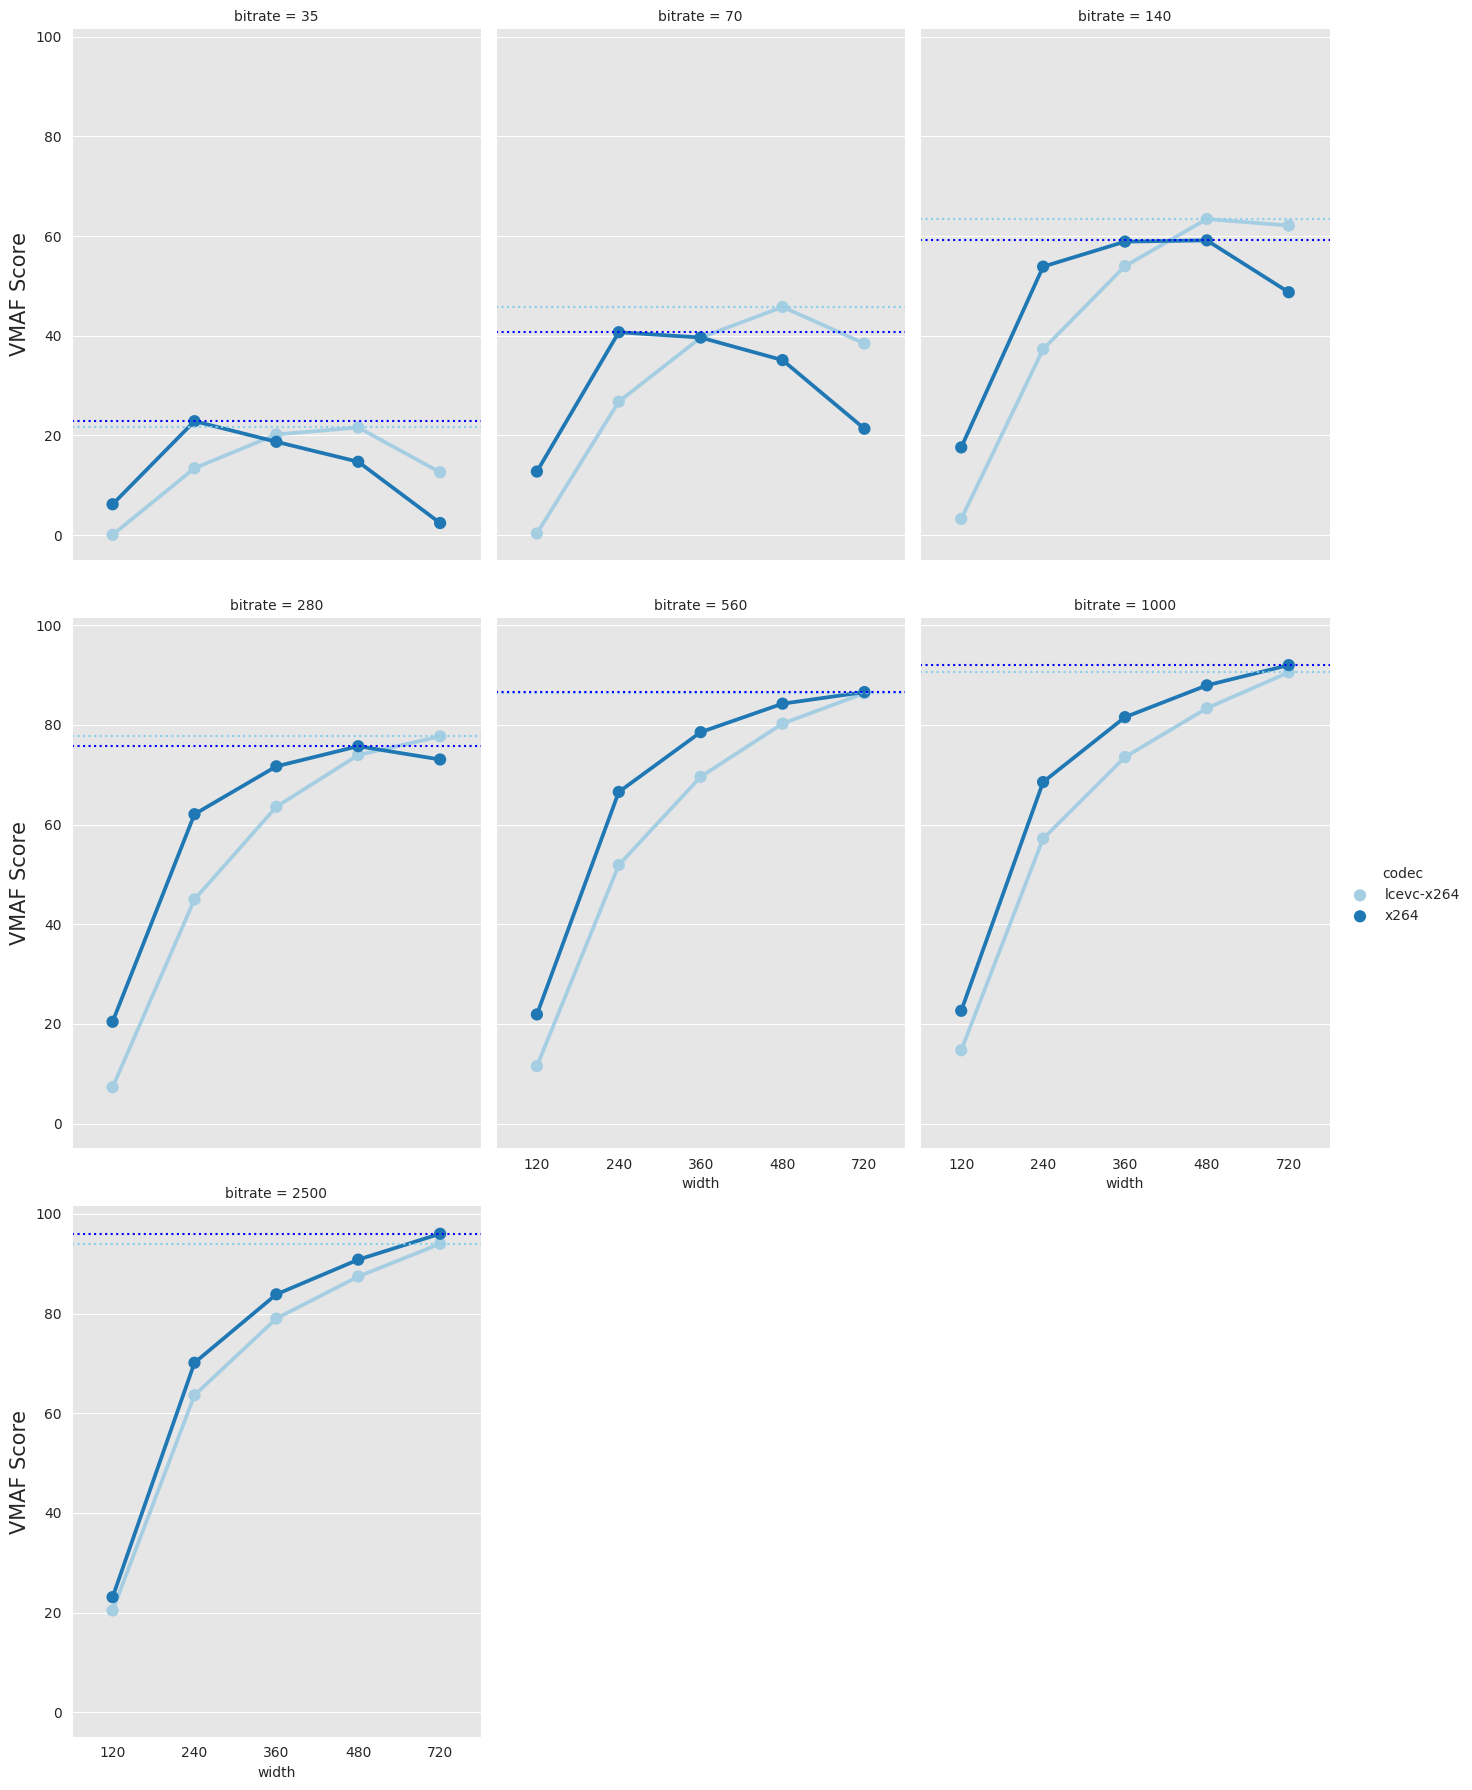 bitrate = 35
bitrate = 70
bitrate = 140
100
80
60
40
20
0
VMAF Score
bitrate = 280
bitrate = 560
bitrate = 1000
100
80
60
40
20
0
VMAF Score
120 240 360 480 720
width
120 240 360 480 720
width
codec
lcevc-x264
x264
bitrate = 2500
100
80
60
40
20
0
VMAF Score
120 240 360 480 720
width